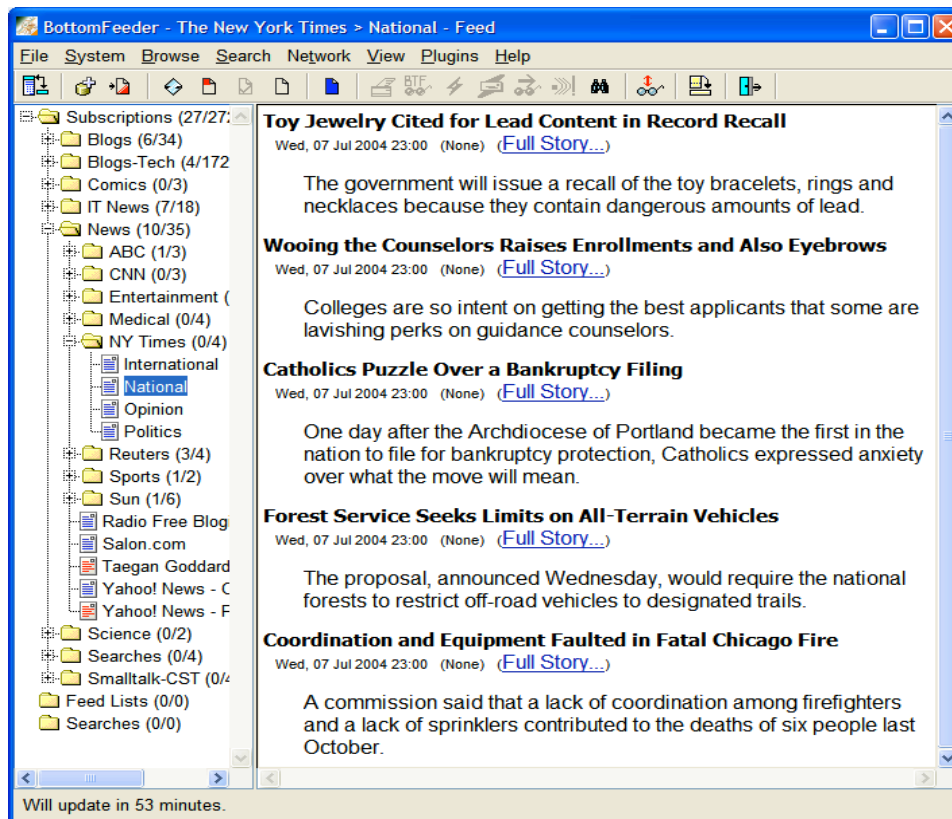 BottomFeeder - The New York Times > National - Feed
File System Browse Search Network View Plugins Help
BTF
Subscriptions (27/27
Blogs (6/34)
Blogs-Tech (4/172
Comics (0/3)
IT News (7/18)
News (10/35)
ABC (1/3)
CNN (0/3)
Entertainment (
Medical (0/4)
NY Times (0/4)
International
National
Opinion
Politics
Reuters (3/4)
Sports (1/2)
Sun (1/6)
Radio Free Blog
Salon.com
Taegan Goddard
Yahoo! News - C
Yahoo! News - F
Science (0/2)
Searches (0/4)
Smalltalk-CST (0/4
Feed Lists (0/0)
Searches (0/0)
Toy Jewelry Cited for Lead Content in Record Recall
Wed, 07 Jul 2004 23:00 (None) (Full Story...)
The government will issue a recall of the toy bracelets, rings and
necklaces because they contain dangerous amounts of lead.
Wooing the Counselors Raises Enrollments and Also Eyebrows
Wed, 07 Jul 2004 23:00 (None) (Full Story...)
Colleges are so intent on getting the best applicants that some are
lavishing perks on guidance counselors.
Catholics Puzzle Over a Bankruptcy Filing
Wed, 07 Jul 2004 23:00 (None) (Full Story...)
One day after the Archdiocese of Portland became the first in the
nation to file for bankruptcy protection, Catholics expressed anxiety
over what the move will mean.
Forest Service Seeks Limits on All-Terrain Vehicles
Wed, 07 Jul 2004 23:00 (None) (Full Story...)
The proposal, announced Wednesday, would require the national
forests to restrict off-road vehicles to designated trails.
Coordination and Equipment Faulted in Fatal Chicago Fire
Wed, 07 Jul 2004 23:00 (None) (Full Story...)
A commission said that a lack of coordination among firefighters
and a lack of sprinklers contributed to the deaths of six people last
October.
Will update in 53 minutes.